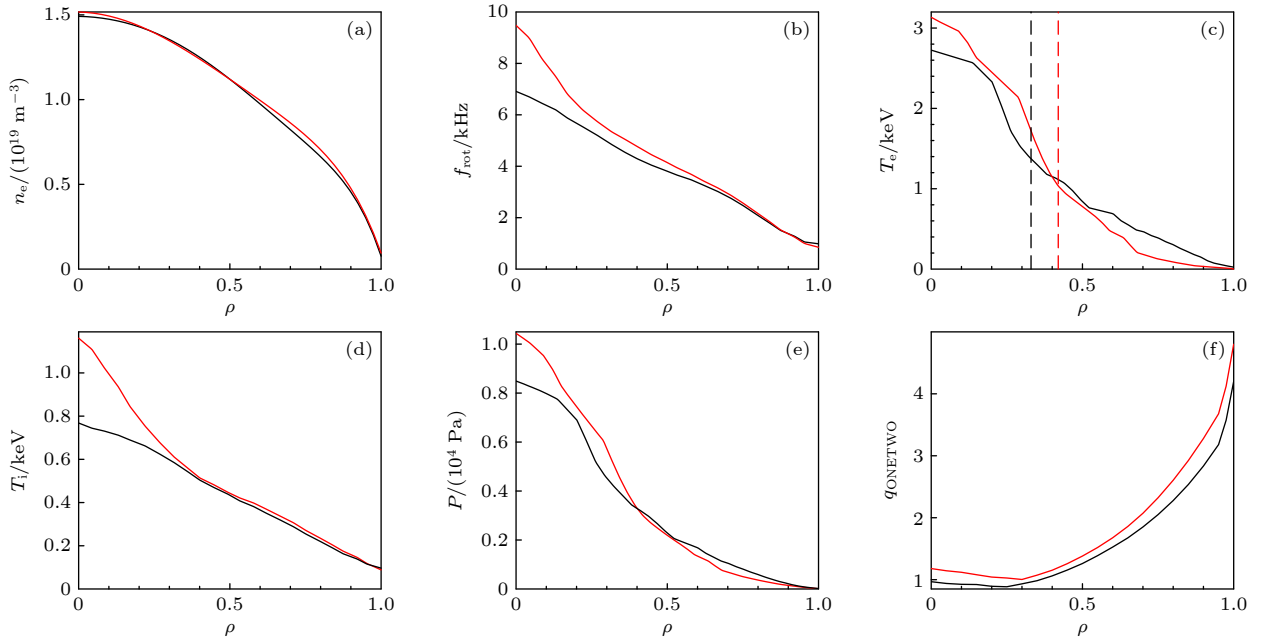 (a)
1.5
1.0
0.5
0
n_e/(10^19 m^−3)
0
0.5
1.0
ρ
(b)
10
8
6
4
2
0
f_rot/kHz
0
0.5
1.0
ρ
(c)
3
2
1
0
T_e/keV
0
0.5
1.0
ρ
(d)
1.0
0.8
0.6
0.4
0.2
0
T_i/keV
0
0.5
1.0
ρ
(e)
1.0
0.8
0.6
0.4
0.2
0
P/(10^4 Pa)
0
0.5
1.0
ρ
(f)
4
3
2
1
q_ONETWO
0
0.5
1.0
ρ